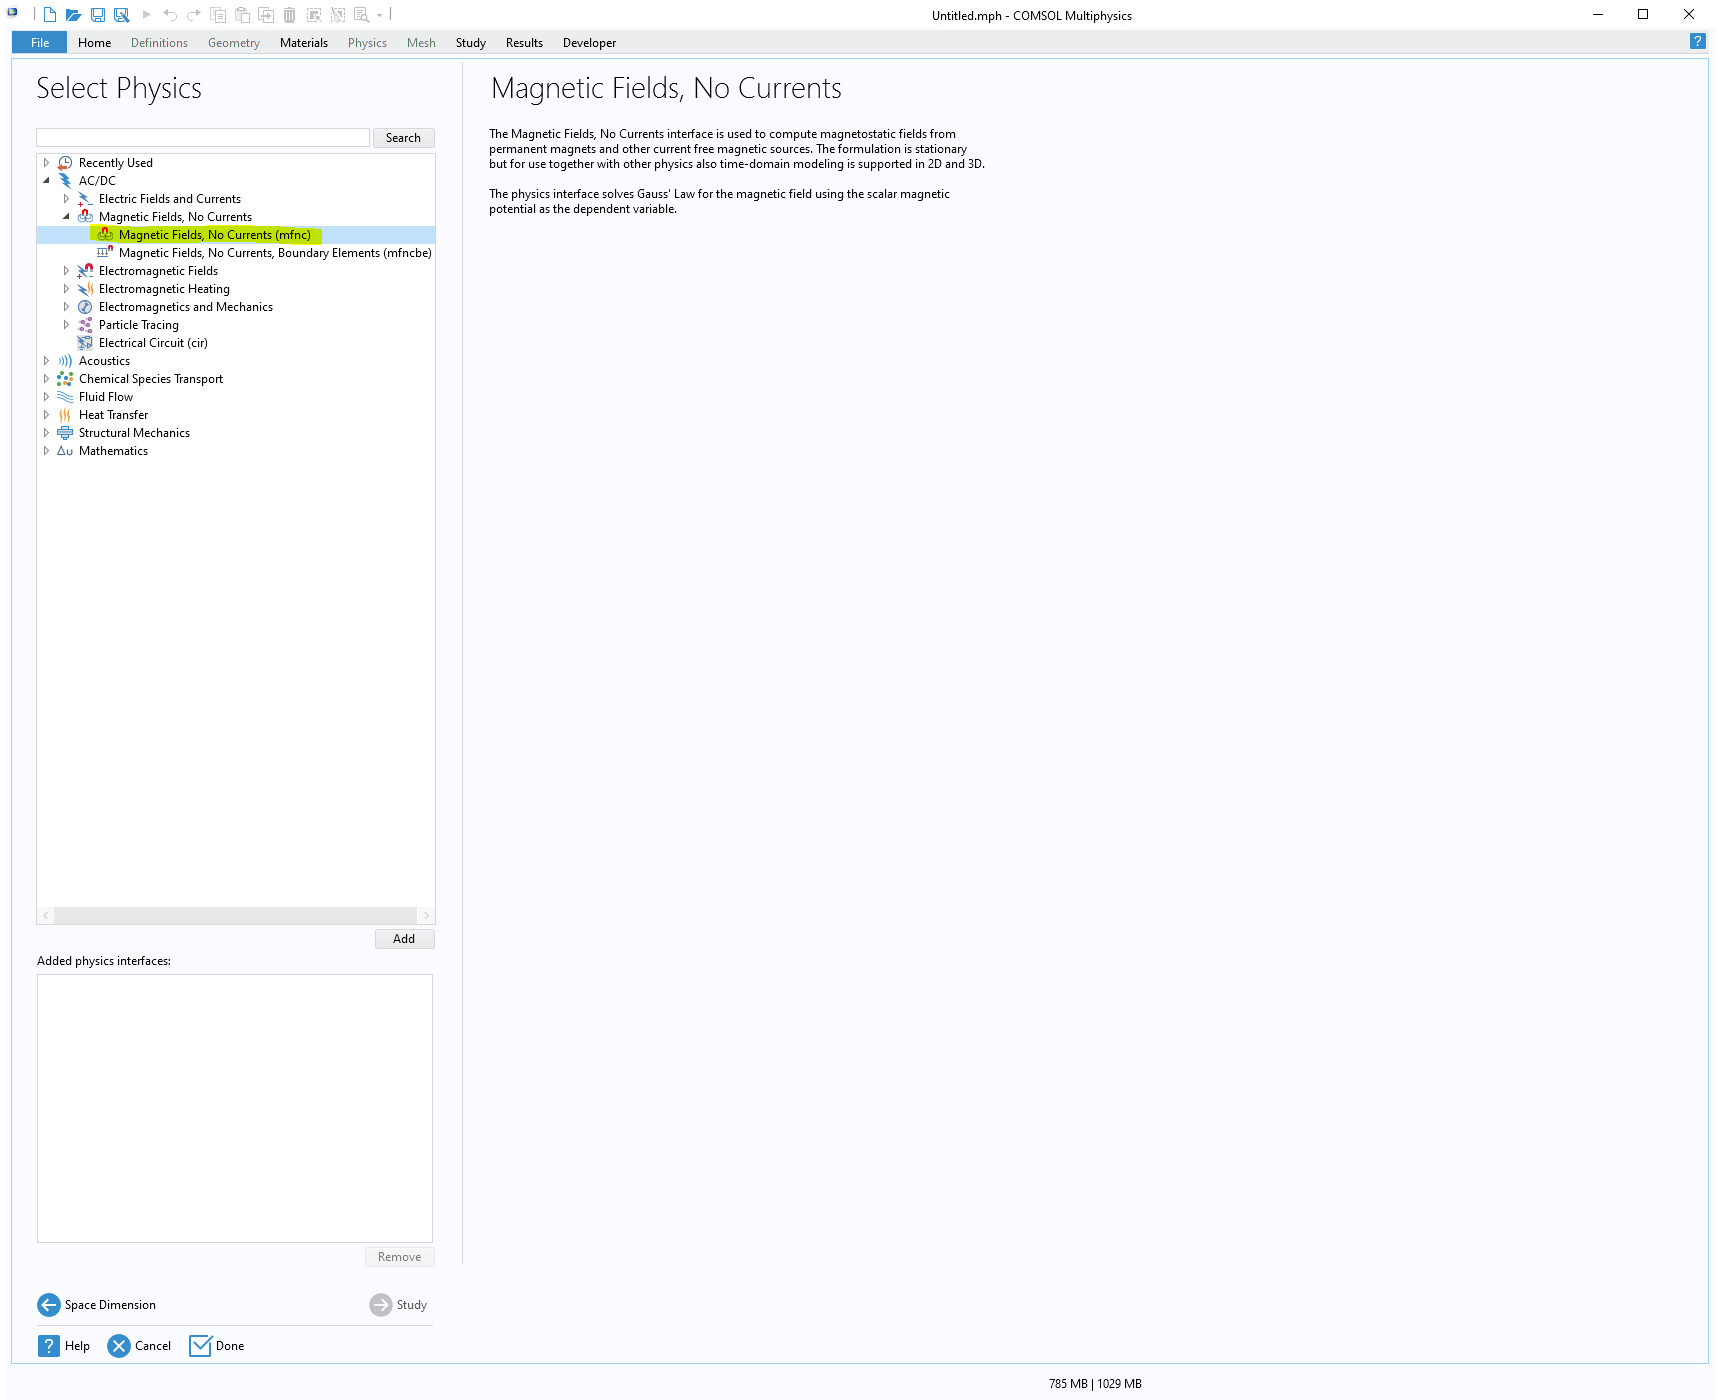 Untitled.mph - COMSOL Multiphysics
File Home Definitions Geometry Materials Physics Mesh Study Results Developer ?
Select Physics
Search
Recently Used
AC/DC
Electric Fields and Currents
Magnetic Fields, No Currents
Magnetic Fields, No Currents (mfnc)
Magnetic Fields, No Currents, Boundary Elements (mfncbe)
Electromagnetic Fields
Electromagnetic Heating
Electromagnetics and Mechanics
Particle Tracing
Electrical Circuit (cir)
Acoustics
Chemical Species Transport
Fluid Flow
Heat Transfer
Structural Mechanics
Δu Mathematics
Add
Added physics interfaces:
Remove
Space Dimension
Study
? Help
Cancel
Done
Magnetic Fields, No Currents
The Magnetic Fields, No Currents interface is used to compute magnetostatic fields from
permanent magnets and other current free magnetic sources. The formulation is stationary
but for use together with other physics also time-domain modeling is supported in 2D and 3D.
The physics interface solves Gauss' Law for the magnetic field using the scalar magnetic
potential as the dependent variable.
785 MB | 1029 MB